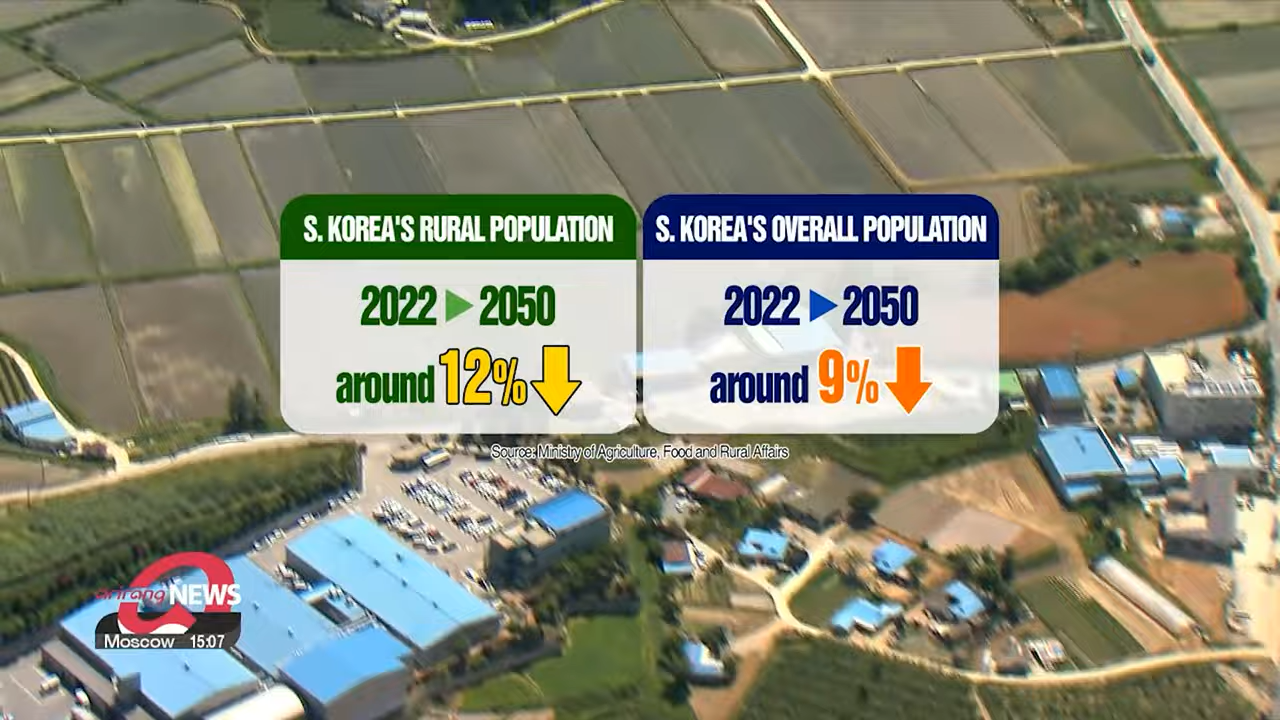 S. KOREA'S RURAL POPULATION
2022 2050
around 12%
S. KOREA'S OVERALL POPULATION
2022 2050
around 9%
Source: Ministry of Agriculture, Food and Rural Affairs
arirang NEWS
Moscow 15:07